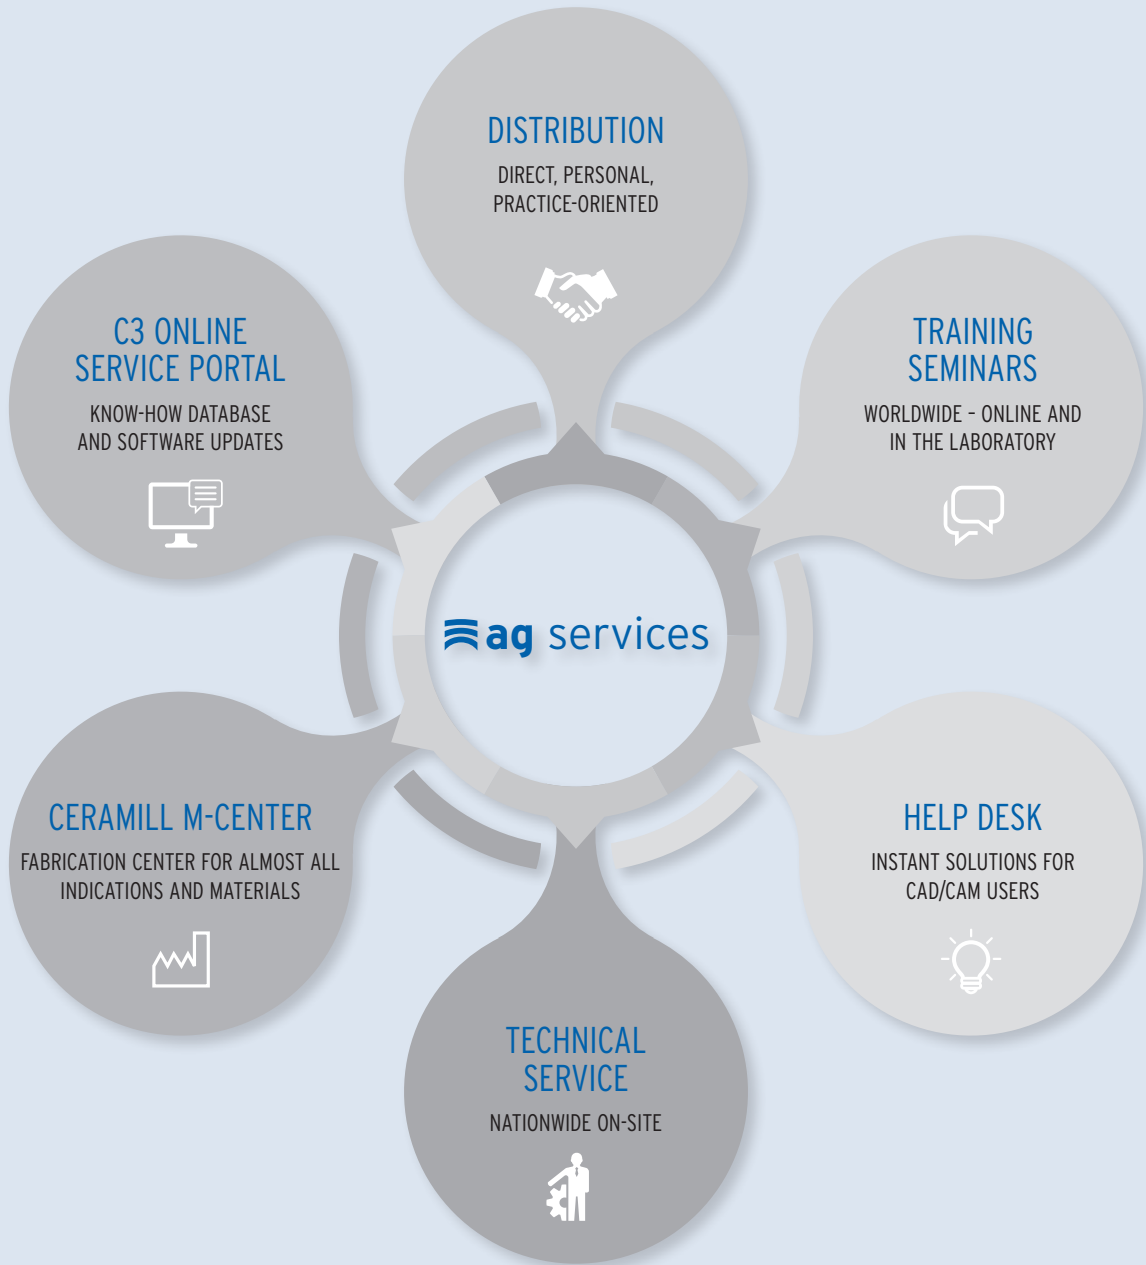 DISTRIBUTION
DIRECT, PERSONAL,
PRACTICE-ORIENTED
TRAINING
SEMINARS
WORLDWIDE - ONLINE AND
IN THE LABORATORY
HELP DESK
INSTANT SOLUTIONS FOR
CAD/CAM USERS
TECHNICAL
SERVICE
NATIONWIDE ON-SITE
CERAMILL M-CENTER
FABRICATION CENTER FOR ALMOST ALL
INDICATIONS AND MATERIALS
C3 ONLINE
SERVICE PORTAL
KNOW-HOW DATABASE
AND SOFTWARE UPDATES
ag services